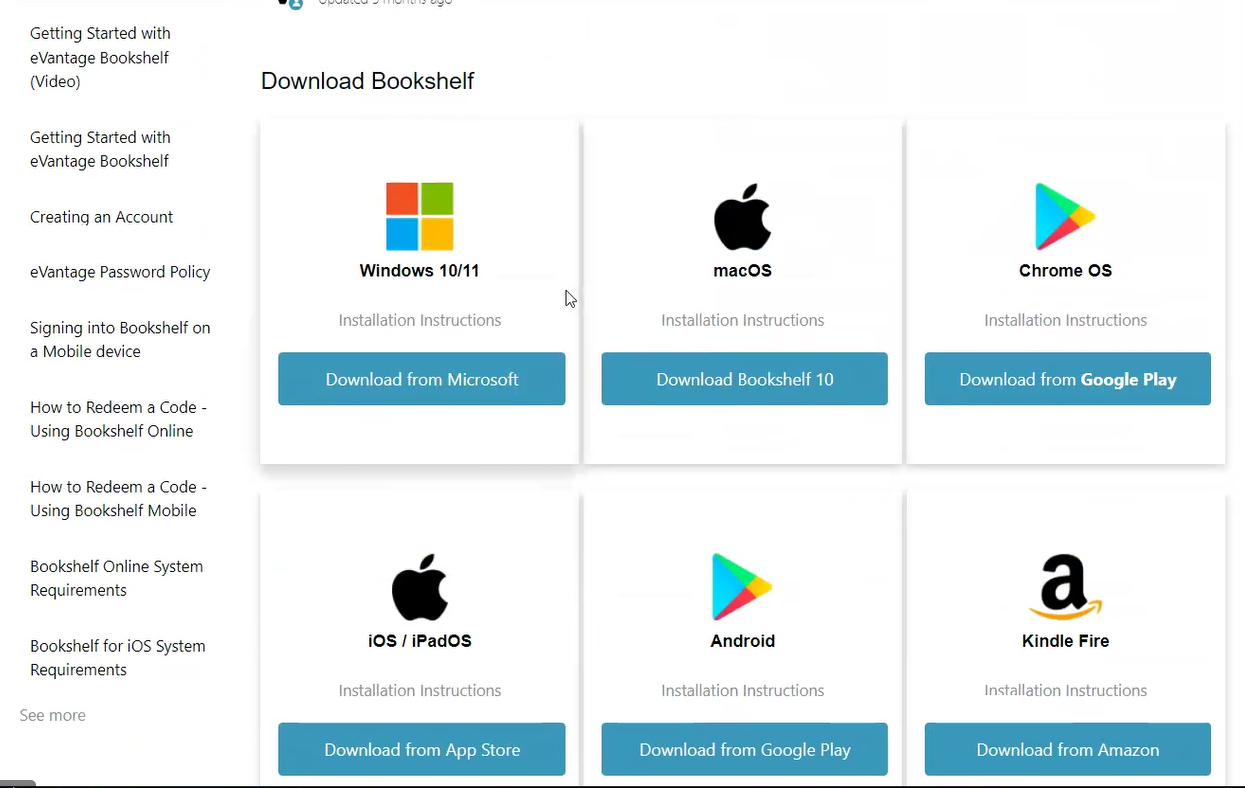 Updated 9 months ago
Getting Started with
eVantage Bookshelf
(Video)
Getting Started with
eVantage Bookshelf
Creating an Account
eVantage Password Policy
Signing into Bookshelf on
a Mobile device
How to Redeem a Code -
Using Bookshelf Online
How to Redeem a Code -
Using Bookshelf Mobile
Bookshelf Online System
Requirements
Bookshelf for iOS System
Requirements
See more
Download Bookshelf
Windows 10/11
Installation Instructions
Download from Microsoft
macOS
Installation Instructions
Download Bookshelf 10
Chrome OS
Installation Instructions
Download from Google Play
iOS / iPadOS
Installation Instructions
Download from App Store
Android
Installation Instructions
Download from Google Play
Kindle Fire
Installation Instructions
Download from Amazon